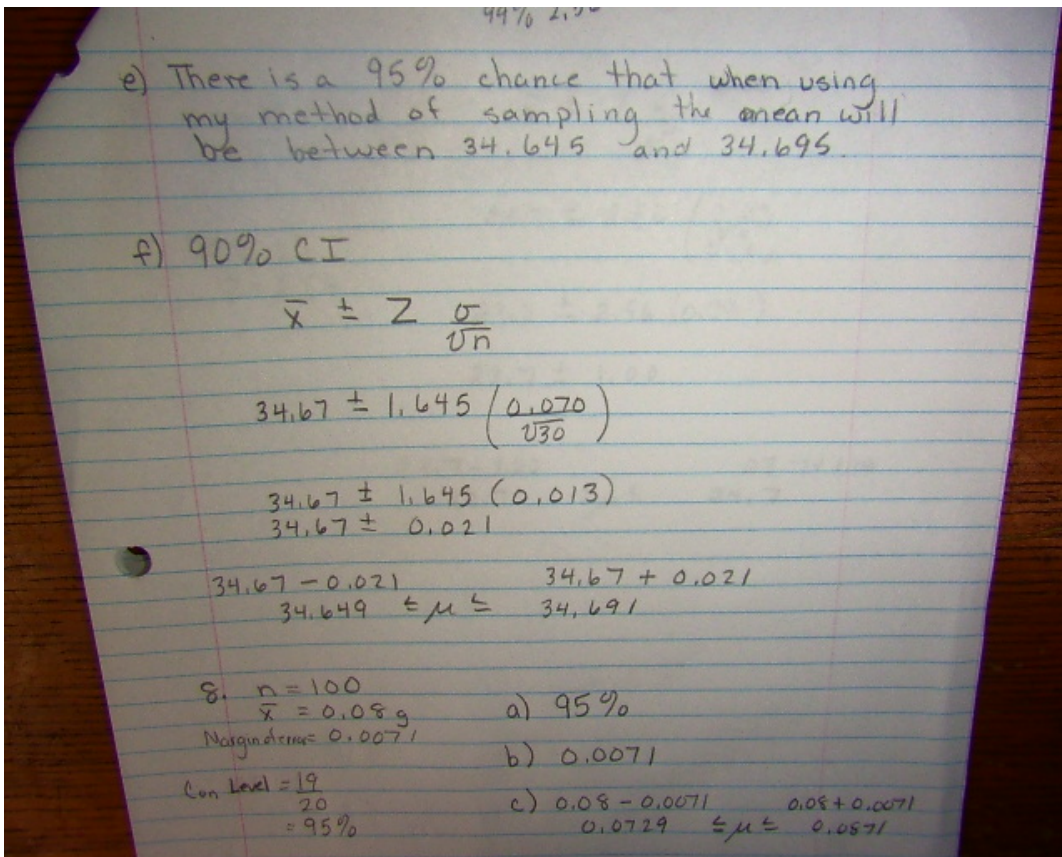 44%
e) There is a 95% chance that when using
my method of sampling the mean will
be between 34.645 and 34.695.
f) 90% CI
x̄ ± Z σ/√n
34.67 ± 1.645 (0.070/√30)
34.67 ± 1.645 (0.013)
34.67 ± 0.021
34.67 - 0.021 34.67 + 0.021
34.649 ≤ μ ≤ 34.691
8. n = 100
x̄ = 0.08 g
Margin of error = 0.0071
Con Level = 19/20
= 95%
a) 95%
b) 0.0071
c) 0.08 - 0.0071 0.08 + 0.0071
0.0729 ≤ μ ≤ 0.0871